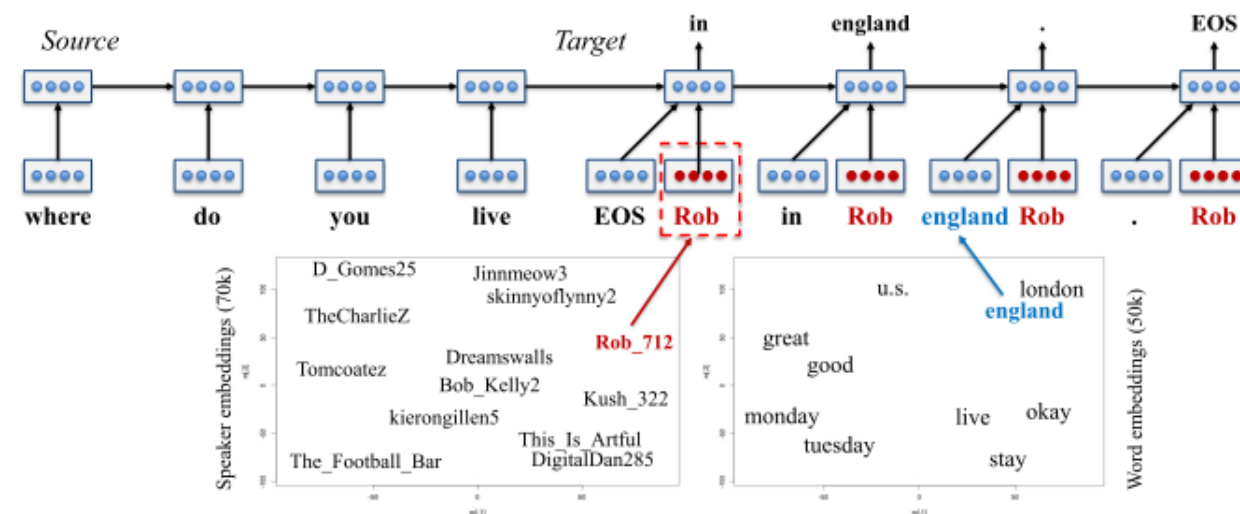 Source Target in england . EOS
where do you live EOS Rob in Rob england Rob . Rob
Speaker embeddings (70k)
D_Gomes25
Jinnmeow3
skinnyoflynny2
TheCharlieZ
Rob_712
Tomcoatez
Dreamswalls
Bob_Kelly2
Kush_322
kierongillen5
This_Is_Artful
The_Football_Bar
DigitalDan285
u.s.
london
england
great
good
monday
live
okay
tuesday
stay
Word embeddings (50k)